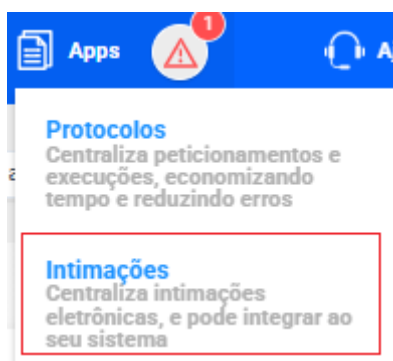 Apps
1
A
Protocolos
a
Centraliza peticionamentos e
execuções, economizando
tempo e reduzindo erros
Intimações
Centraliza intimações
eletrônicas, e pode integrar ao
seu sistema